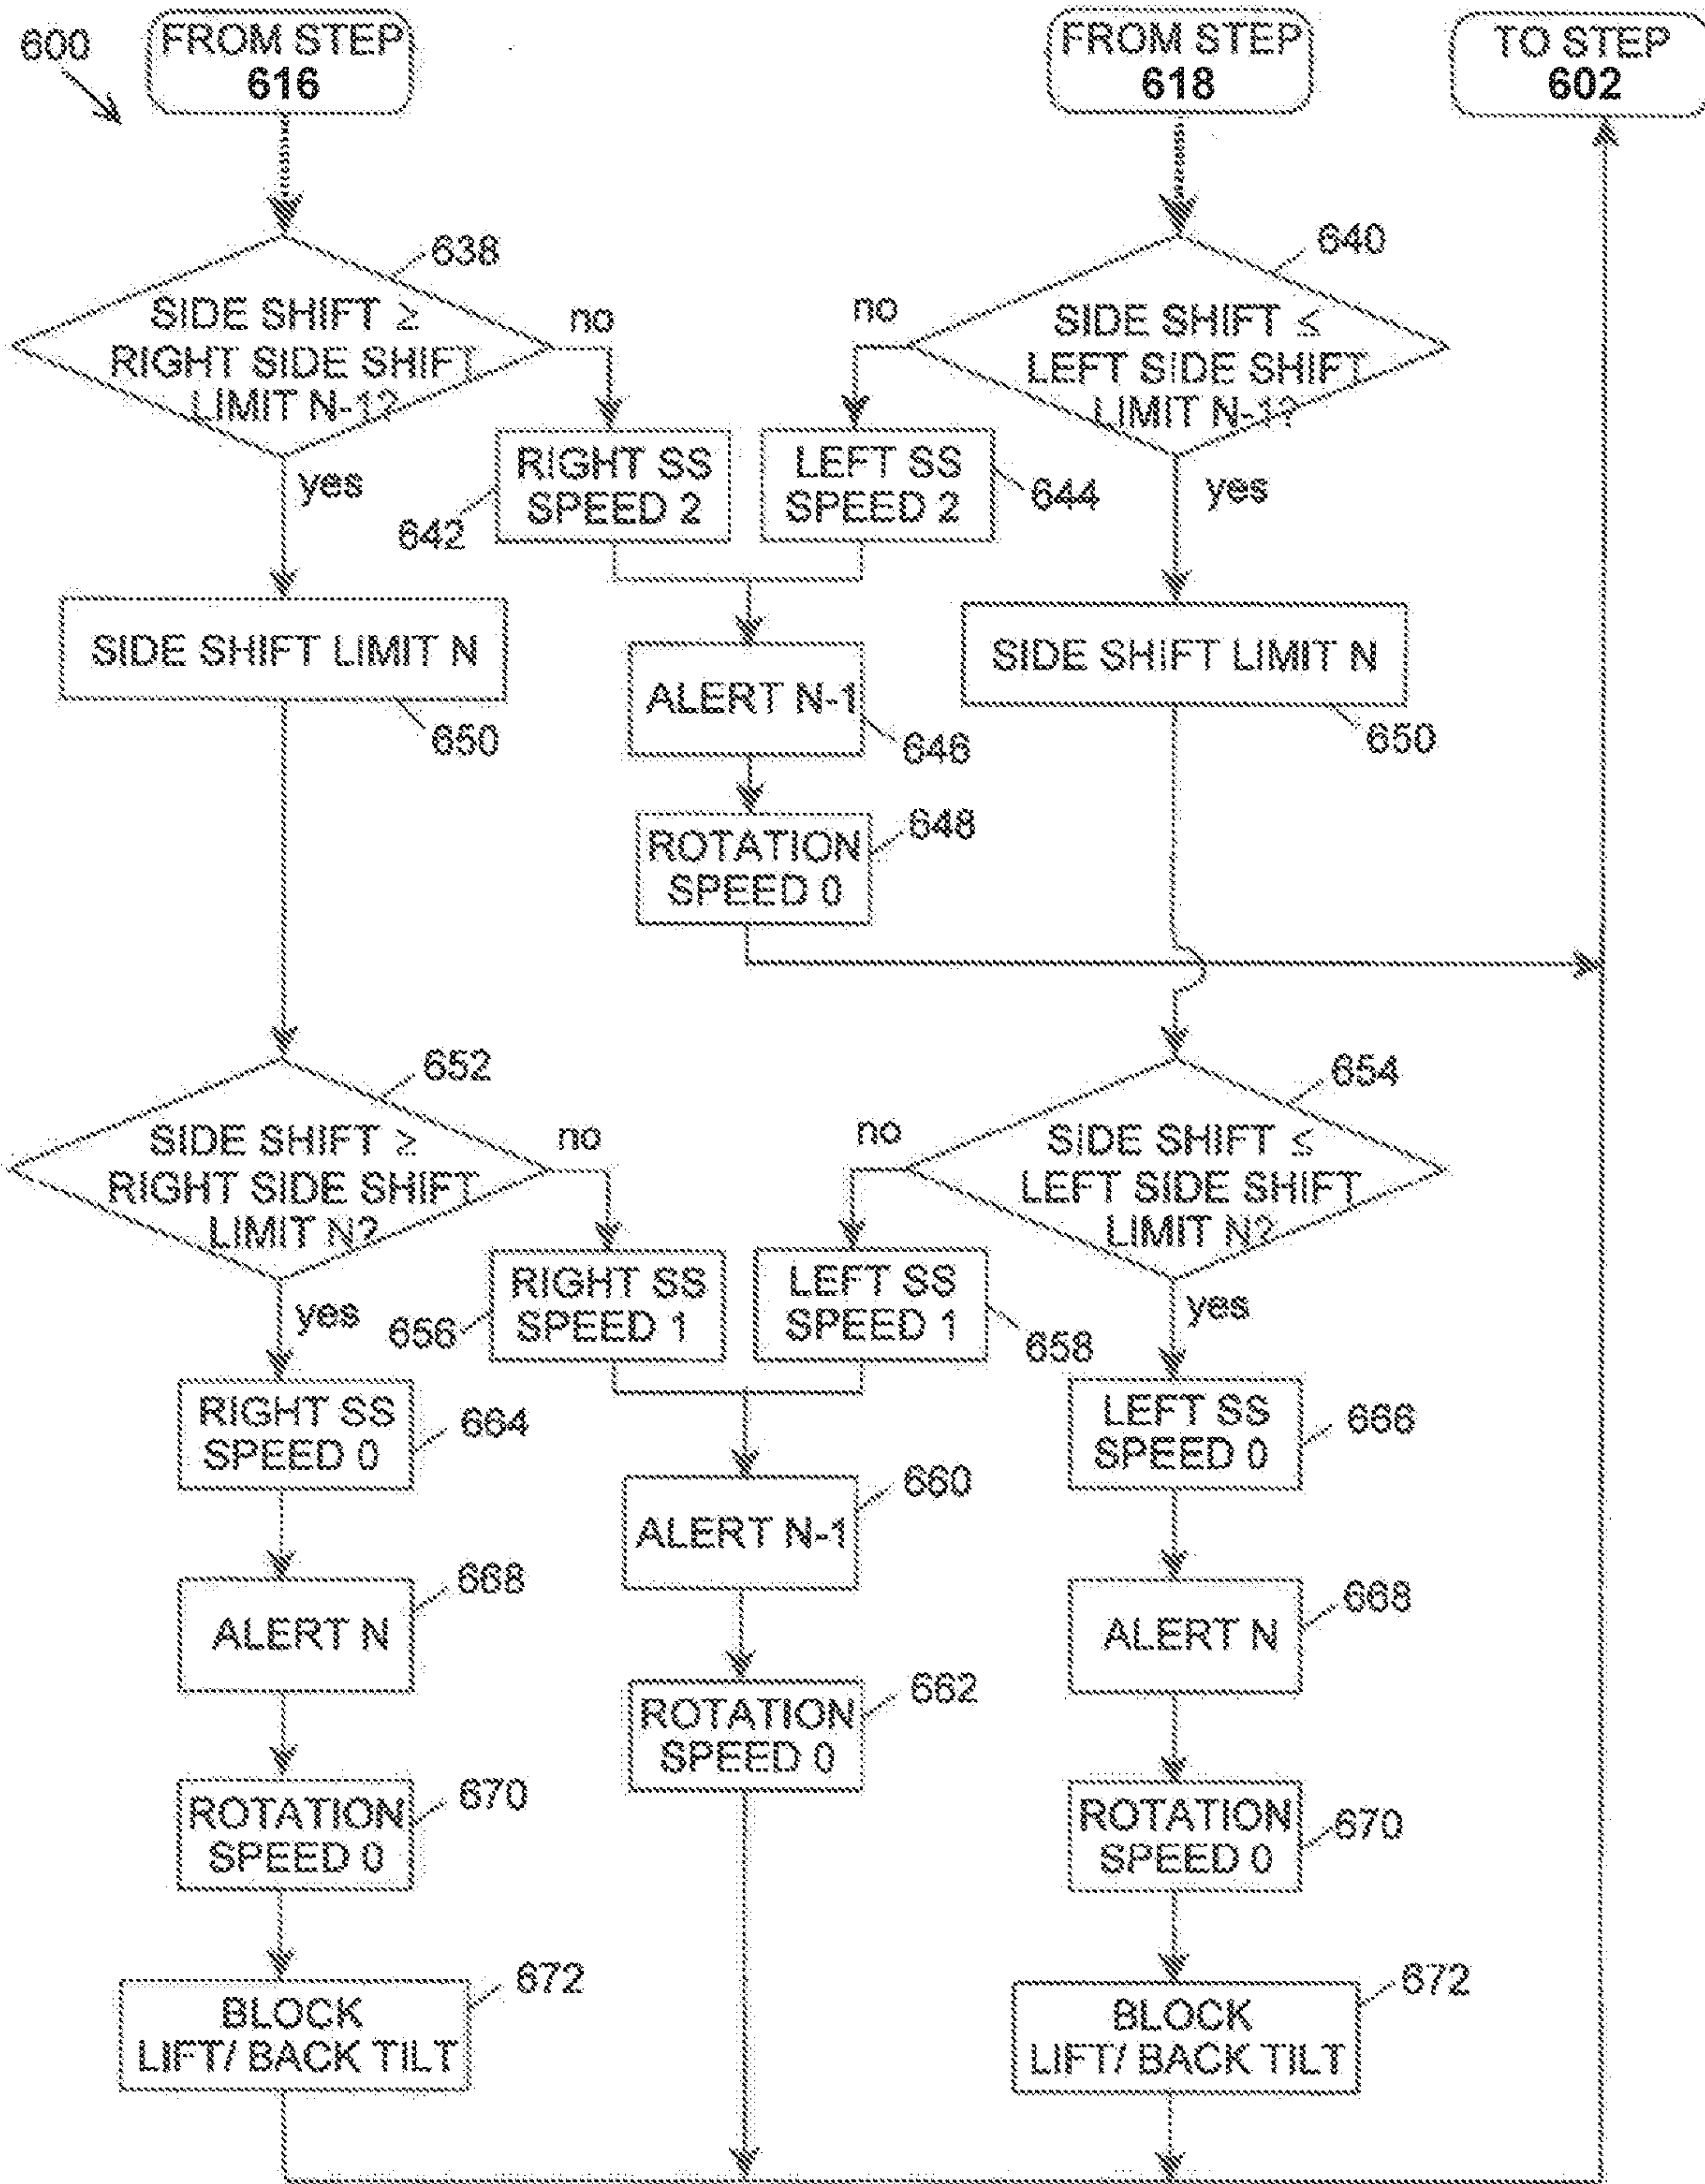 600
FROM STEP
616
FROM STEP
618
TO STEP
602
638
SIDE SHIFT ≥
RIGHT SIDE SHIFT
LIMIT N-1?
no
yes
640
SIDE SHIFT ≤
LEFT SIDE SHIFT
LIMIT N-1?
no
yes
RIGHT SS
SPEED 2
642
LEFT SS
SPEED 2
644
SIDE SHIFT LIMIT N
650
ALERT N-1
646
SIDE SHIFT LIMIT N
650
ROTATION
SPEED 0
648
652
SIDE SHIFT ≥
RIGHT SIDE SHIFT
LIMIT N?
no
yes
654
SIDE SHIFT ≤
LEFT SIDE SHIFT
LIMIT N?
no
yes
RIGHT SS
SPEED 1
656
LEFT SS
SPEED 1
658
RIGHT SS
SPEED 0
664
LEFT SS
SPEED 0
666
ALERT N-1
660
ALERT N
668
ALERT N
668
ROTATION
SPEED 0
662
ROTATION
SPEED 0
670
ROTATION
SPEED 0
670
BLOCK
LIFT/ BACK TILT
672
BLOCK
LIFT/ BACK TILT
672